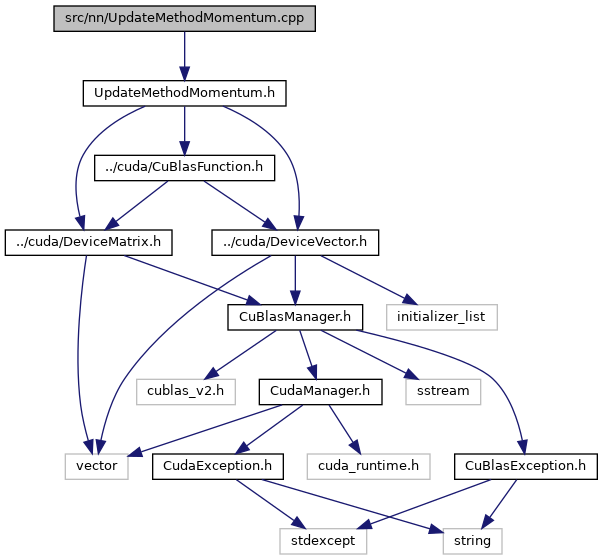 src/nn/UpdateMethodMomentum.cpp
UpdateMethodMomentum.h
../cuda/CuBlasFunction.h
../cuda/DeviceMatrix.h
../cuda/DeviceVector.h
CuBlasManager.h
initializer_list
cublas_v2.h
CudaManager.h
sstream
vector
CudaException.h
cuda_runtime.h
CuBlasException.h
stdexcept
string